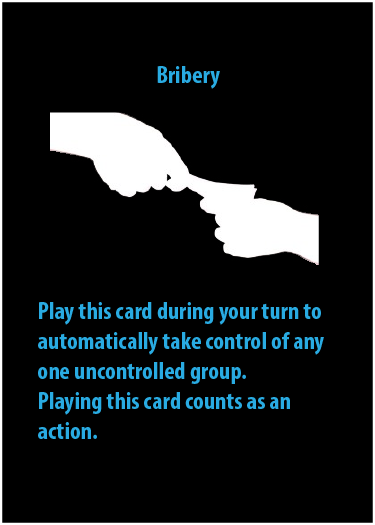 Bribery
Play this card during your turn to
automatically take control of any
one uncontrolled group.
Playing this card counts as an
action.